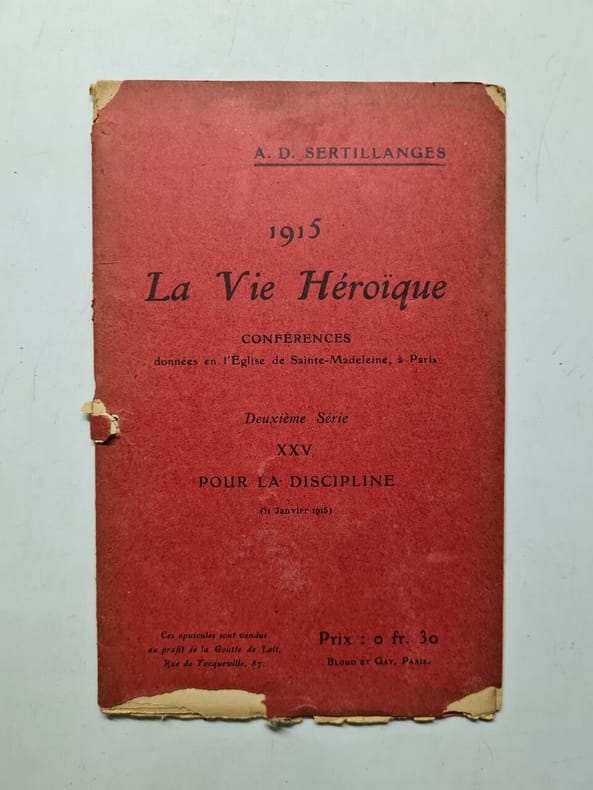 A. D. SERTILLANGES
1915
La Vie Héroïque
CONFÉRENCES
données en l'Église de Sainte-Madeleine, à Paris
Deuxième Série
XXV
POUR LA DISCIPLINE
(31 Janvier 1915)
Ces opuscules sont vendus
au profit de la Goutte de Lait,
Rue de Tocqueville, 87.
Prix : 0 fr. 30
BLOUD ET GAY, PARIS.